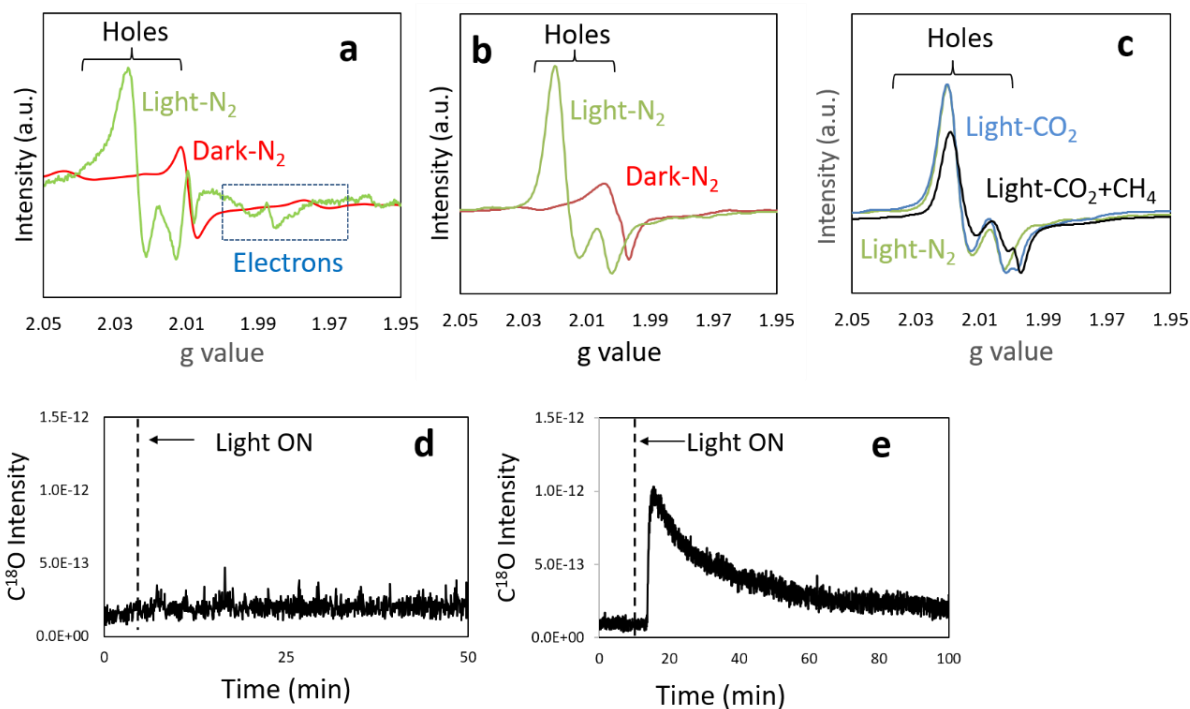 a
Holes
Light-N₂
Dark-N₂
Electrons
Intensity (a.u.)
2.05 2.03 2.01 1.99 1.97 1.95
g value
b
Holes
Light-N₂
Dark-N₂
Intensity (a.u.)
2.05 2.03 2.01 1.99 1.97 1.95
g value
c
Holes
Light-CO₂
Light-CO₂+CH₄
Light-N₂
Intensity (a.u.)
2.05 2.03 2.01 1.99 1.97 1.95
g value
d
Light ON
C¹⁸O Intensity
1.5E-12
1.0E-12
5.0E-13
0.0E+00
0 25 50
Time (min)
e
Light ON
C¹⁸O Intensity
1.5E-12
1.0E-12
5.0E-13
0.0E+00
0 20 40 60 80 100
Time (min)